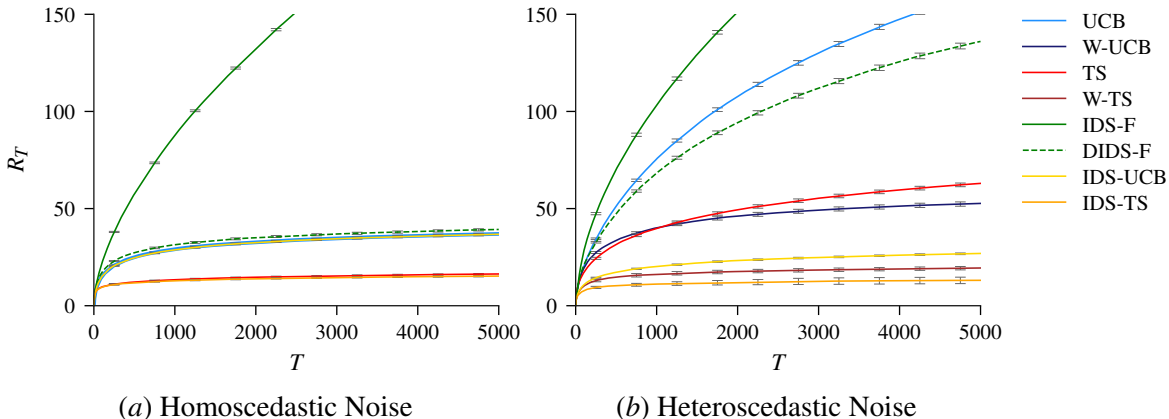 150
100
50
0
R_T
0 1000 2000 3000 4000 5000
T
(a) Homoscedastic Noise
150
100
50
0
0 1000 2000 3000 4000 5000
T
(b) Heteroscedastic Noise
UCB
W-UCB
TS
W-TS
IDS-F
DIDS-F
IDS-UCB
IDS-TS